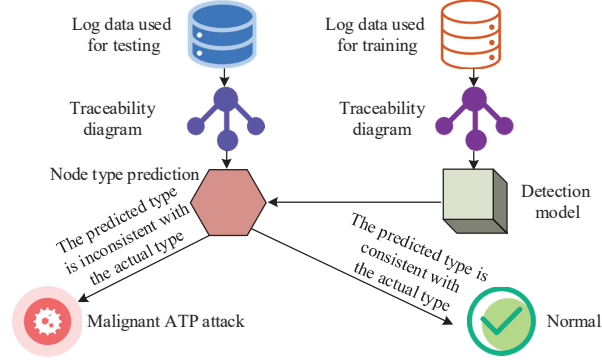 Log data used
for testing
Log data used
for training
Traceability
diagram
Traceability
diagram
Node type prediction
Detection
model
The predicted type
is inconsistent with
the actual type
The predicted type is
consistent with
the actual type
Malignant ATP attack
Normal